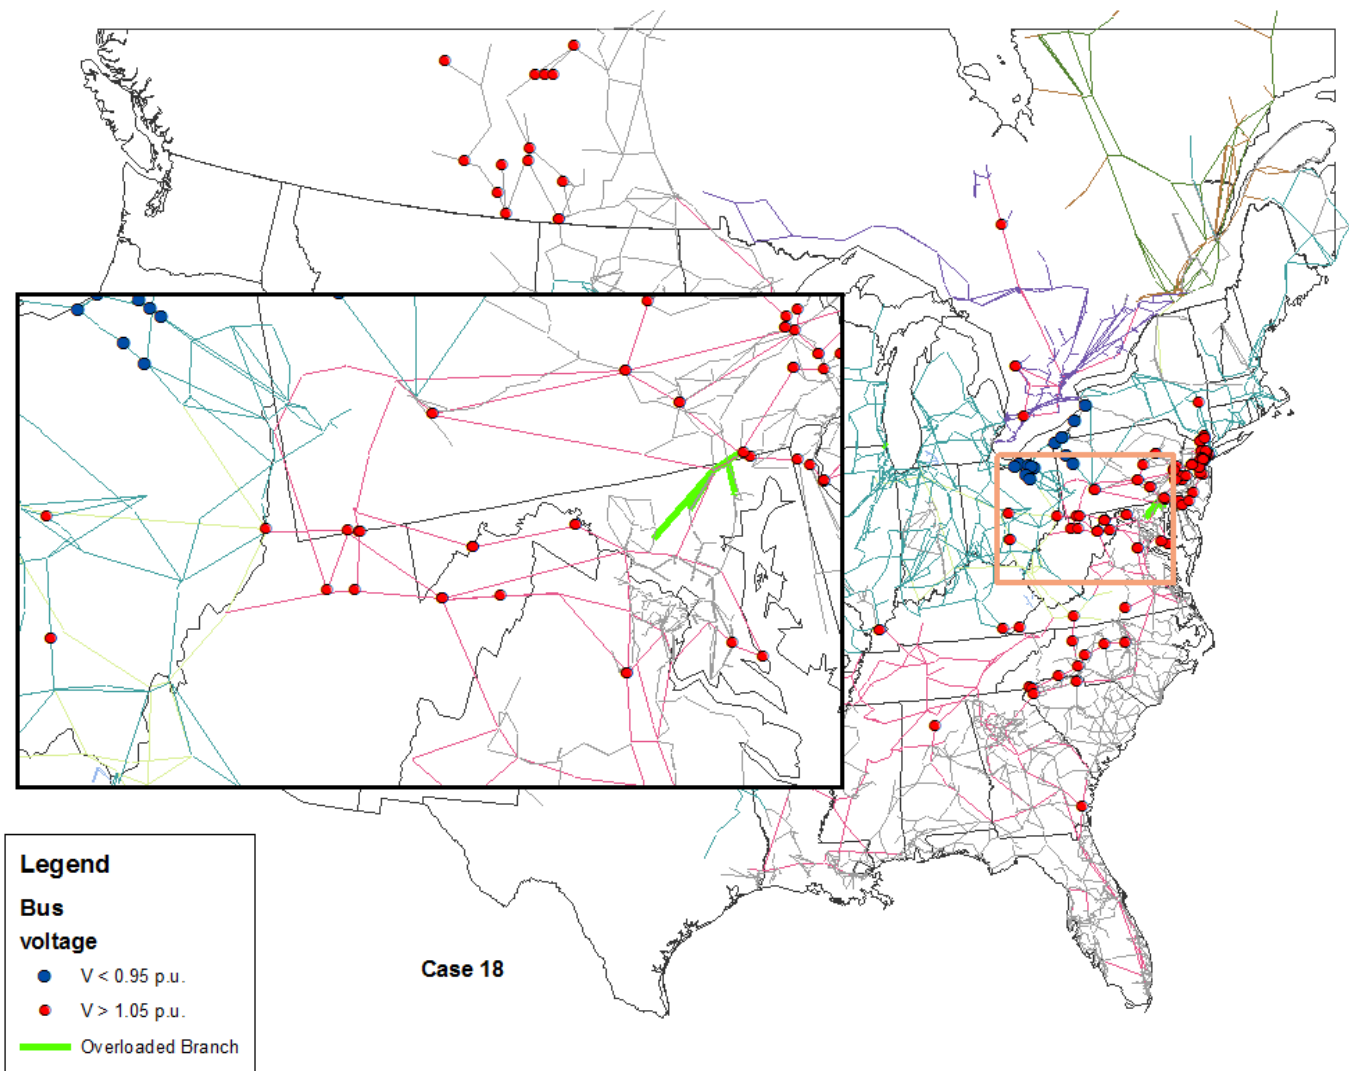 Legend
Bus
voltage
V < 0.95 p.u.
V > 1.05 p.u.
Overloaded Branch
Case 18